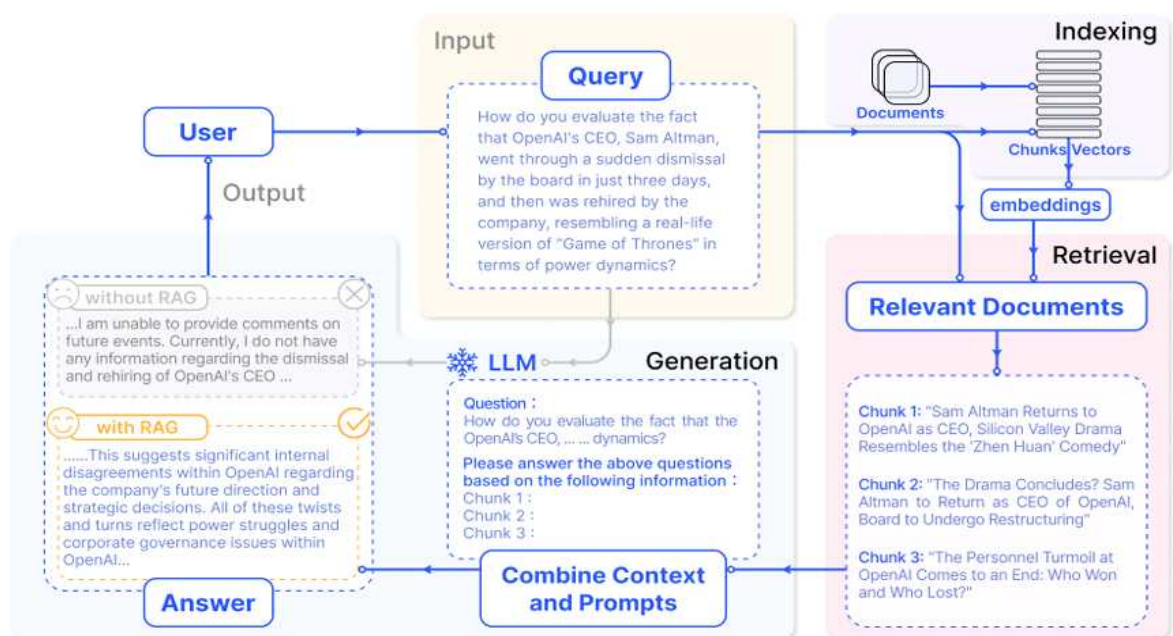 Input
Query
How do you evaluate the fact
that OpenAI's CEO, Sam Altman,
went through a sudden dismissal
by the board in just three days,
and then was rehired by the
company, resembling a real-life
version of "Game of Thrones" in
terms of power dynamics?
Indexing
Documents
Chunks Vectors
embeddings
User
Output
Retrieval
Relevant Documents
Chunk 1: "Sam Altman Returns to
OpenAI as CEO, Silicon Valley Drama
Resembles the 'Zhen Huan' Comedy"
Chunk 2: "The Drama Concludes? Sam
Altman to Return as CEO of OpenAI,
Board to Undergo Restructuring"
Chunk 3: "The Personnel Turmoil at
OpenAI Comes to an End: Who Won
and Who Lost?"
LLM
Generation
Question :
How do you evaluate the fact that the
OpenAI's CEO, ... ... dynamics?
Please answer the above questions
based on the following information :
Chunk 1 :
Chunk 2 :
Chunk 3 :
Combine Context
and Prompts
without RAG
...I am unable to provide comments on
future events. Currently, I do not have
any information regarding the dismissal
and rehiring of OpenAI's CEO ...
with RAG
......This suggests significant internal
disagreements within OpenAI regarding
the company's future direction and
strategic decisions. All of these twists
and turns reflect power struggles and
corporate governance issues within
OpenAI...
Answer